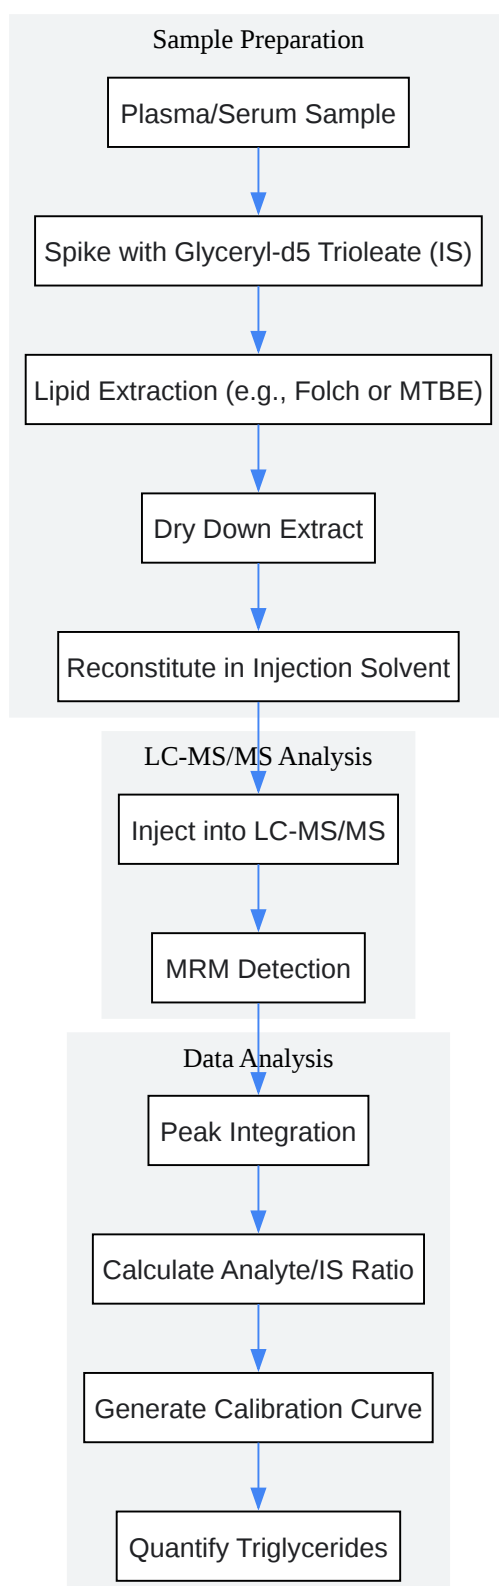 Sample Preparation
Plasma/Serum Sample
Spike with Glyceryl-d5 Trioleate (IS)
Lipid Extraction (e.g., Folch or MTBE)
Dry Down Extract
Reconstitute in Injection Solvent
LC-MS/MS Analysis
Inject into LC-MS/MS
MRM Detection
Data Analysis
Peak Integration
Calculate Analyte/IS Ratio
Generate Calibration Curve
Quantify Triglycerides